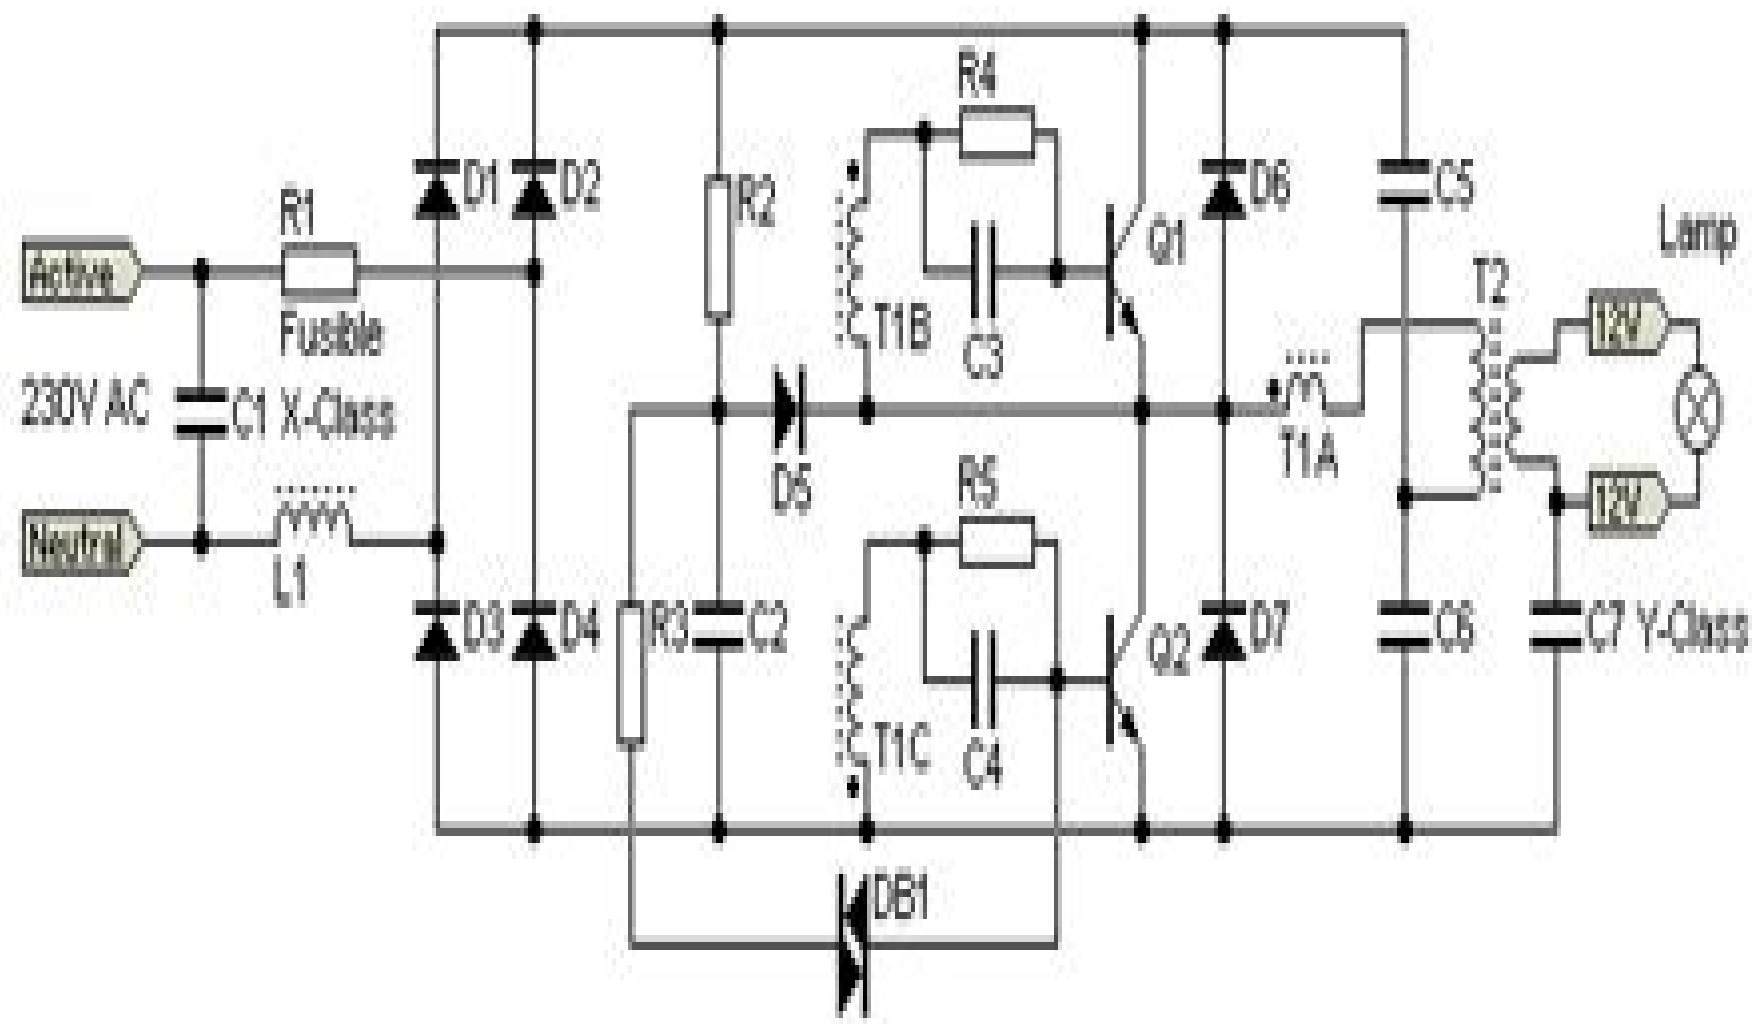 R4
D1
D2
R2
D6
C5
R1
Lamp
Q1
T2
Active
T1B
12V
Fusible
C3
230V AC
C1 X-Class
T1A
D5
R5
12V
Neutral
L1
D3
D4
R3
C2
Q2
D7
C6
C7 Y-Class
T1C
C4
DB1